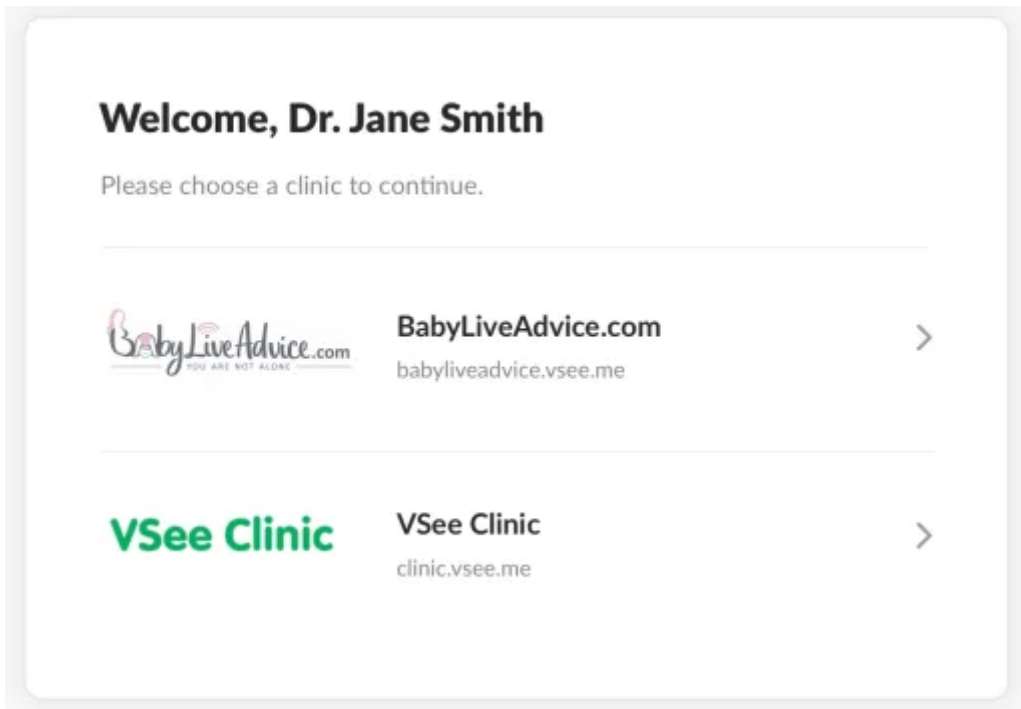 Welcome, Dr. Jane Smith
Please choose a clinic to continue.
BabyLiveAdvice.com
YOU ARE NOT ALONE
BabyLiveAdvice.com
babyliveadvice.vsee.me
VSee Clinic
VSee Clinic
clinic.vsee.me